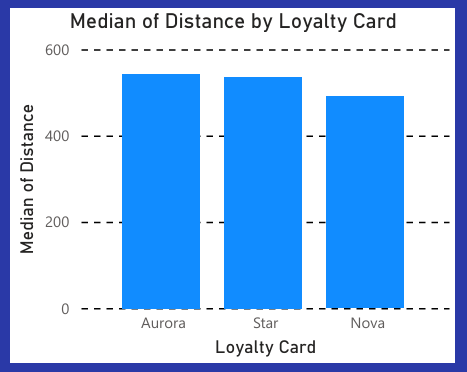 Median of Distance by Loyalty Card
600
400
200
0
Median of Distance
Aurora Star Nova
Loyalty Card